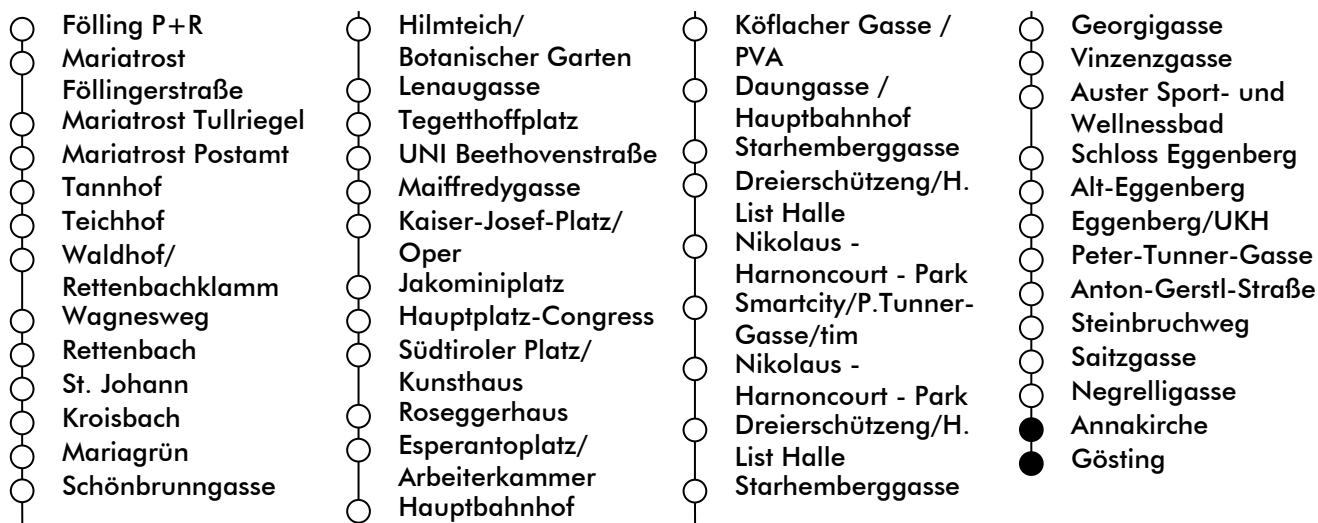 Fölling P+R
Mariatrost
Föllingerstraße
Mariatrost Tullriegel
Mariatrost Postamt
Tannhof
Teichhof
Waldhof/
Rettenbachklamm
Wagnesweg
Rettenbach
St. Johann
Kroisbach
Mariagrün
Schönbrunngasse
Hilmteich/
Botanischer Garten
Lenaugasse
Tegetthoffplatz
UNI Beethovenstraße
Maiffredygasse
Kaiser-Josef-Platz/
Oper
Jakominiplatz
Hauptplatz-Congress
Südtiroler Platz/
Kunsthaus
Roseggerhaus
Esperantoplatz/
Arbeiterkammer
Hauptbahnhof
Köflacher Gasse /
PVA
Daungasse /
Hauptbahnhof
Starhemberggasse
Dreierschützeng/H.
List Halle
Nikolaus -
Harnoncourt - Park
Smartcity/P.Tunner-
Gasse/tim
Nikolaus -
Harnoncourt - Park
Dreierschützeng/H.
List Halle
Starhemberggasse
Georgigasse
Vinzenzgasse
Auster Sport- und
Wellnessbad
Schloss Eggenberg
Alt-Eggenberg
Eggenberg/UKH
Peter-Tunner-Gasse
Anton-Gerstl-Straße
Steinbruchweg
Saitzgasse
Negrelligasse
Annakirche
Gösting